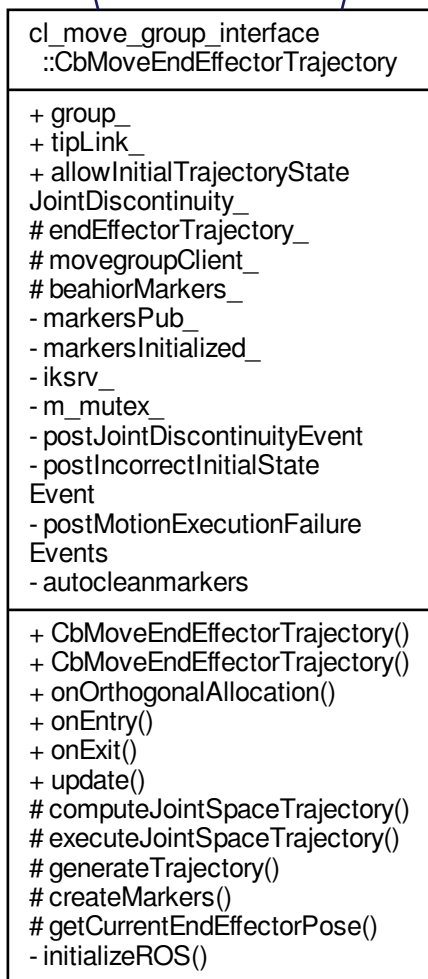 cl_move_group_interface
::CbMoveEndEffectorTrajectory
+ group_
+ tipLink_
+ allowInitialTrajectoryState
JointDiscontinuity_
# endEffectorTrajectory_
# movegroupClient_
# beahiorMarkers_
- markersPub_
- markersInitialized_
- iksrv_
- m_mutex_
- postJointDiscontinuityEvent
- postIncorrectInitialState
Event
- postMotionExecutionFailure
Events
- autocleanmarkers
+ CbMoveEndEffectorTrajectory()
+ CbMoveEndEffectorTrajectory()
+ onOrthogonalAllocation()
+ onEntry()
+ onExit()
+ update()
# computeJointSpaceTrajectory()
# executeJointSpaceTrajectory()
# generateTrajectory()
# createMarkers()
# getCurrentEndEffectorPose()
- initializeROS()